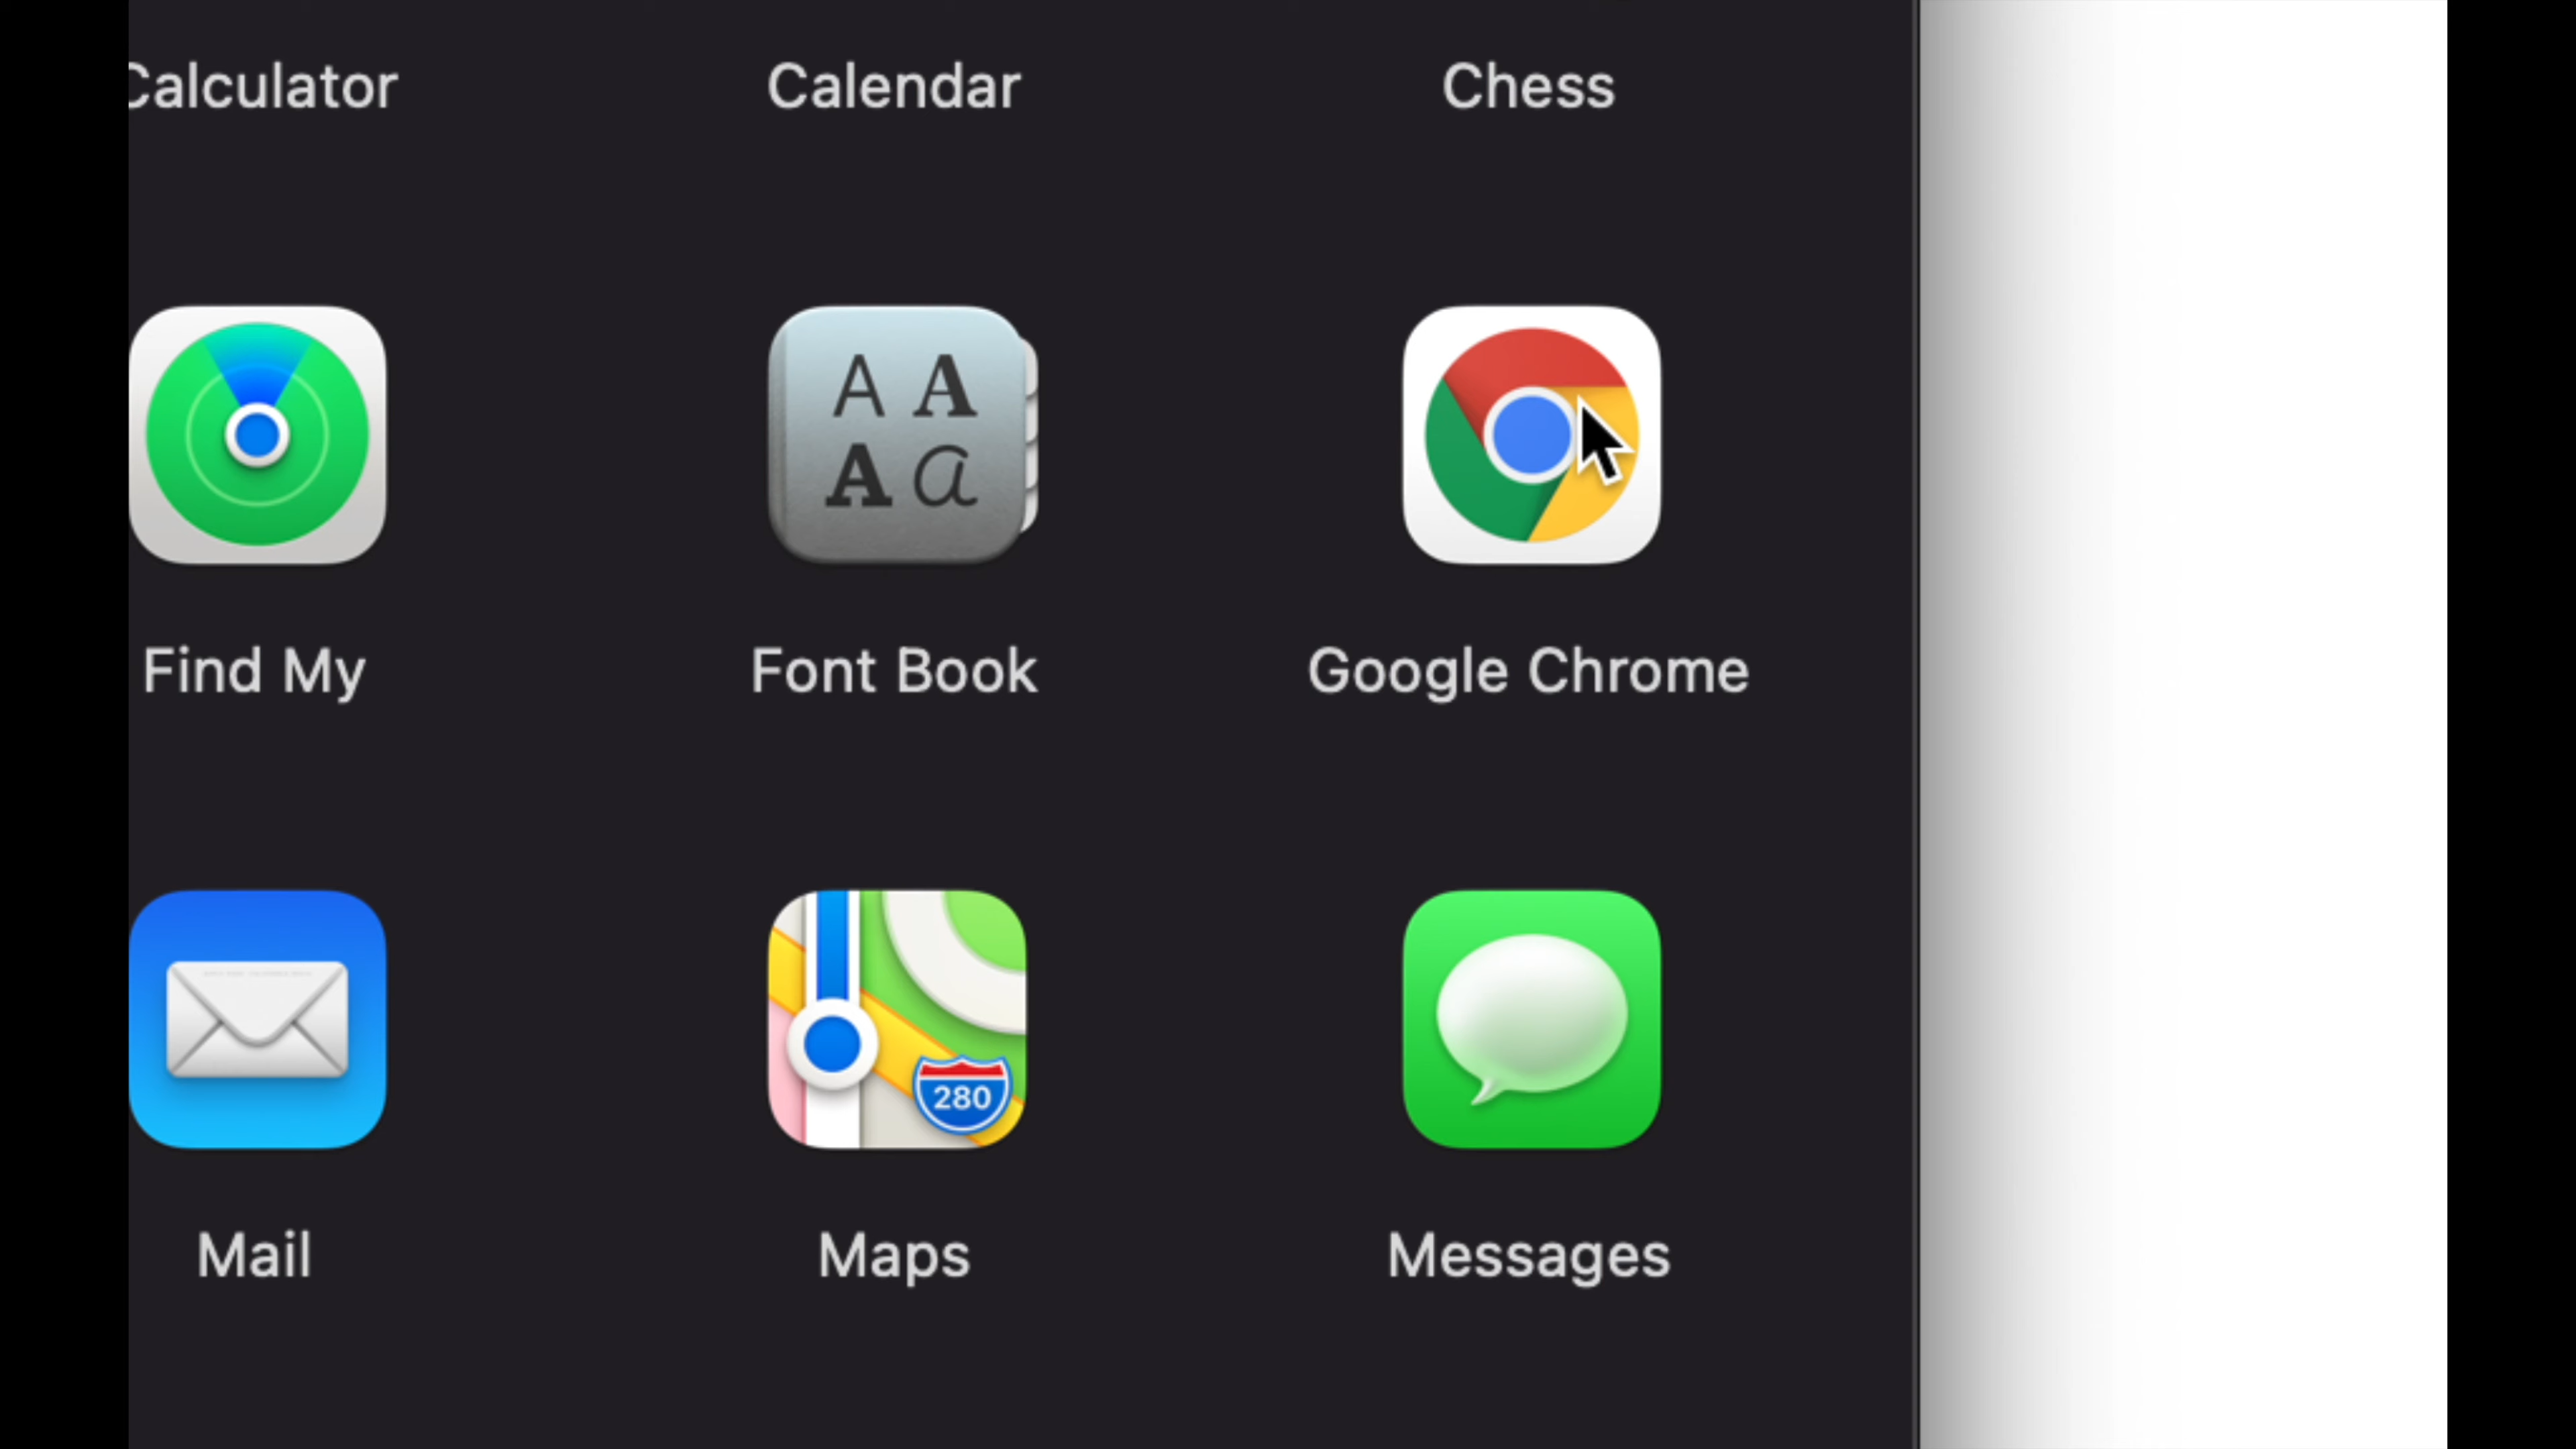 Calculator
Calendar
Chess
A A
A a
Find My
Font Book
Google Chrome
280
Mail
Maps
Messages